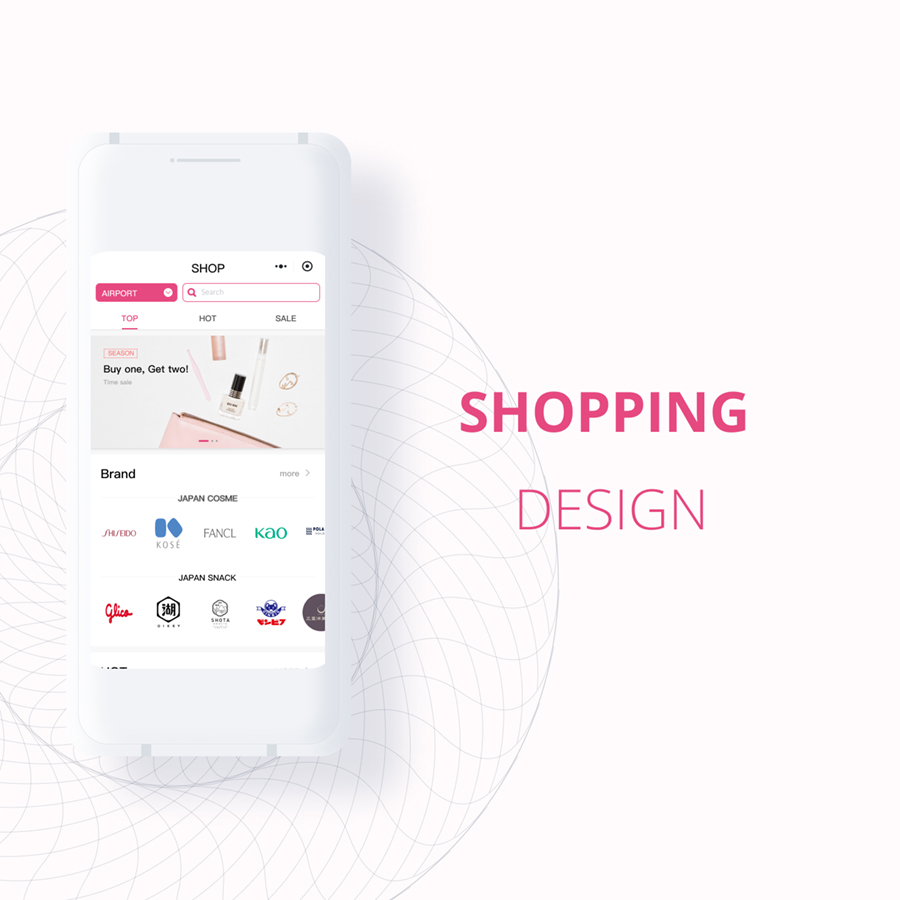 SHOP
AIRPORT
Search
TOP HOT SALE
SEASON
Buy one, Get two!
Time sale
Brand more
JAPAN COSME
SHISEIDO KOSÉ FANCL Kao POLA
JAPAN SNACK
Glico 湖 SHOTA
SHOPPING
DESIGN